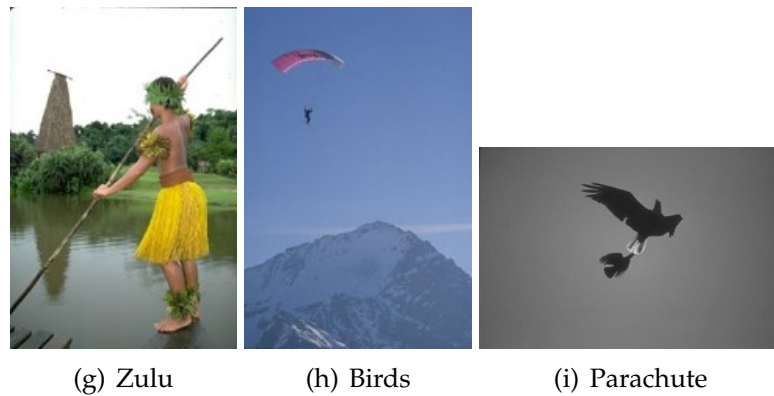 (g) Zulu
(h) Birds
(i) Parachute